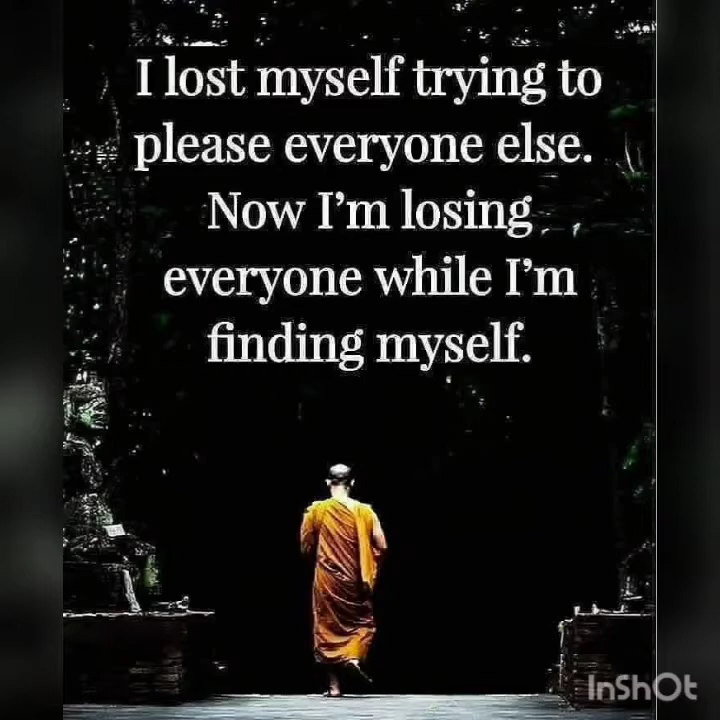 I lost myself trying to
please everyone else.
Now I'm losing
everyone while I'm
finding myself.
InShOt